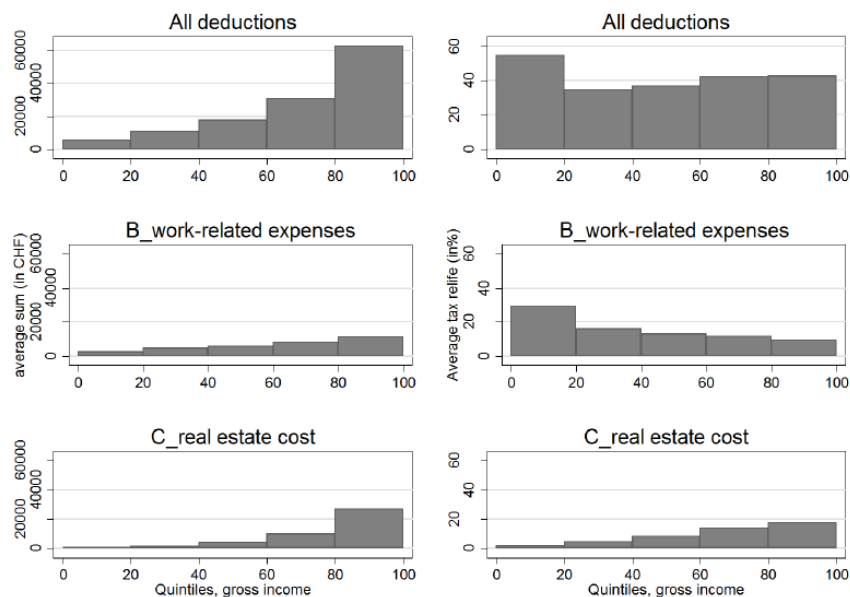 All deductions
60000
40000
20000
0
0 20 40 60 80 100
All deductions
60
40
20
0
0 20 40 60 80 100
B_work-related expenses
average sum (in CHF)
60000
40000
20000
0
0 20 40 60 80 100
B_work-related expenses
Average tax relife (in%)
60
40
20
0
0 20 40 60 80 100
C_real estate cost
60000
40000
20000
0
0 20 40 60 80 100
Quintiles, gross income
C_real estate cost
60
40
20
0
0 20 40 60 80 100
Quintiles, gross income